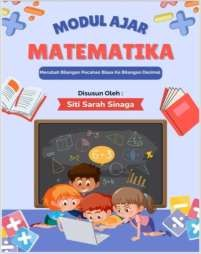 MODUL AJAR
MATEMATIKA
Merubah Bilangan Pecahan Biasa Ke Bilangan Desimal
Disusun Oleh :
Siti Sarah Sinaga